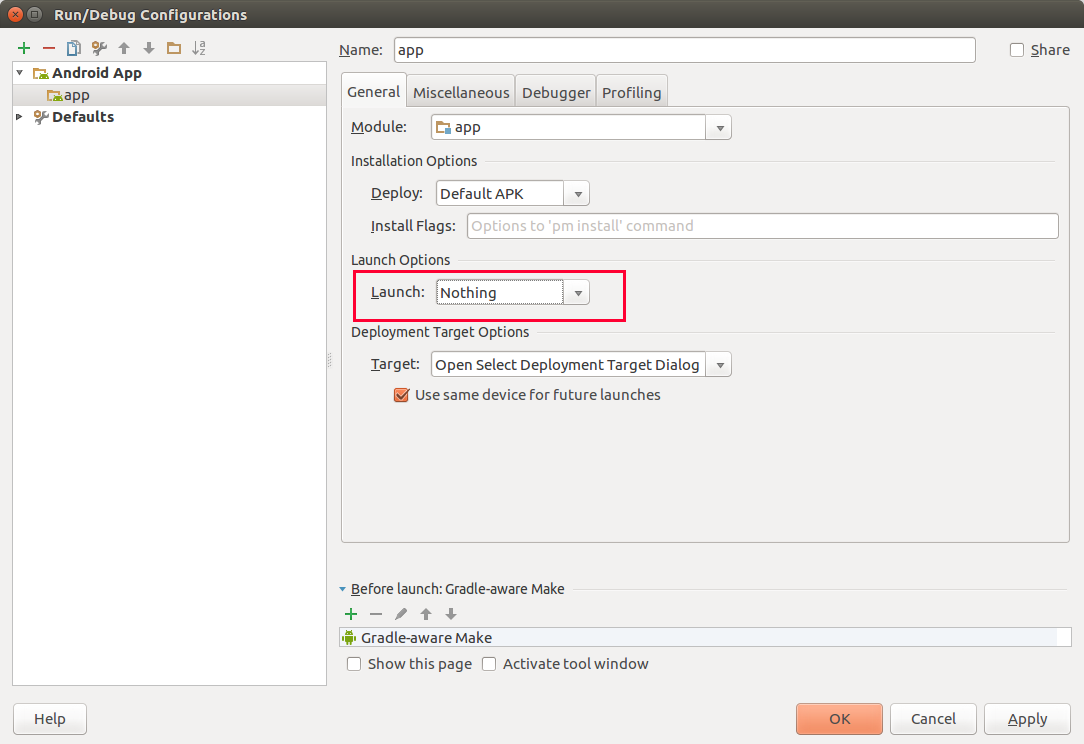 Run/Debug Configurations
Name: app
Share
Android App
app
Defaults
General Miscellaneous Debugger Profiling
Module: app
Installation Options
Deploy: Default APK
Install Flags: Options to 'pm install' command
Launch Options
Launch: Nothing
Deployment Target Options
Target: Open Select Deployment Target Dialog
Use same device for future launches
Before launch: Gradle-aware Make
Gradle-aware Make
Show this page Activate tool window
Help OK Cancel Apply